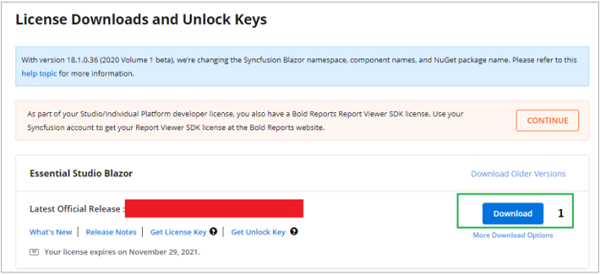 License Downloads and Unlock Keys
With version 18.1.0.36 (2020 Volume 1 beta), we're changing the Syncfusion Blazor namespace, component names, and NuGet package name. Please refer to this
help topic for more information.
As part of your Studio/Individual Platform developer license, you also have a Bold Reports Report Viewer SDK license. Use your
Syncfusion account to get your Report Viewer SDK license at the Bold Reports website.
CONTINUE
Essential Studio Blazor
Download Older Versions
Latest Official Release :
Download 1
What's New | Release Notes | Get License Key ? | Get Unlock Key ?
More Download Options
Your license expires on November 29, 2021.